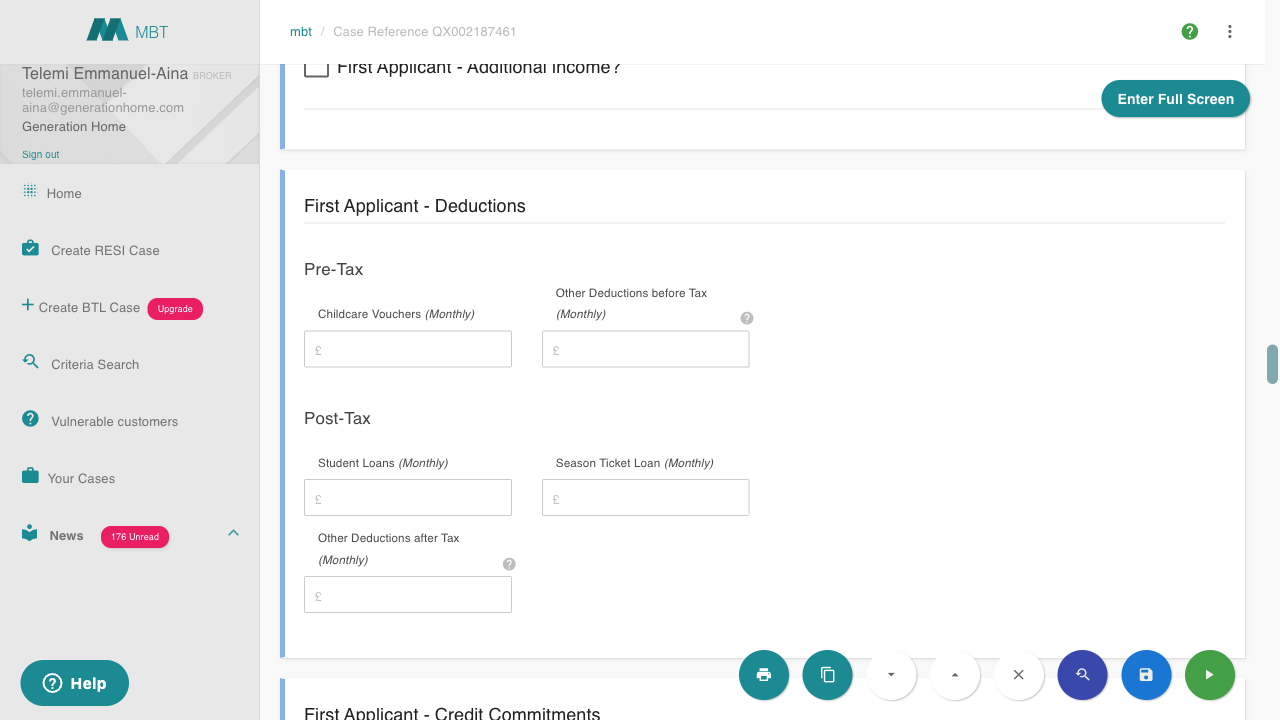 MBT
mbt / Case Reference QX002187461
Telemi Emmanuel-Aina BROKER
telemi.emmanuel-
aina@generationhome.com
Generation Home
Sign out
Home
Create RESI Case
Create BTL Case Upgrade
Criteria Search
Vulnerable customers
Your Cases
News 176 Unread
Help
First Applicant - Additional Income?
Enter Full Screen
First Applicant - Deductions
Pre-Tax
Childcare Vouchers (Monthly)
£
Other Deductions before Tax
(Monthly)
£
Post-Tax
Student Loans (Monthly)
£
Season Ticket Loan (Monthly)
£
Other Deductions after Tax
(Monthly)
£
First Applicant - Credit Commitments